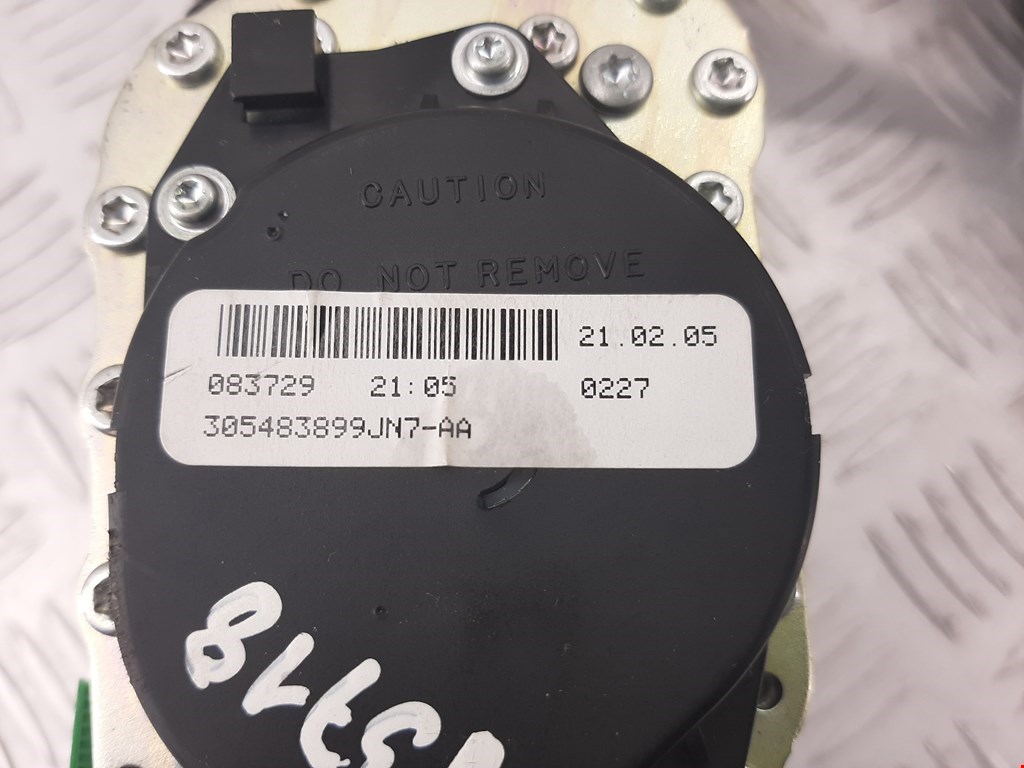 CAUTION
DO NOT REMOVE
21.02.05
083729 21:05 0227
305483899JN7-AA